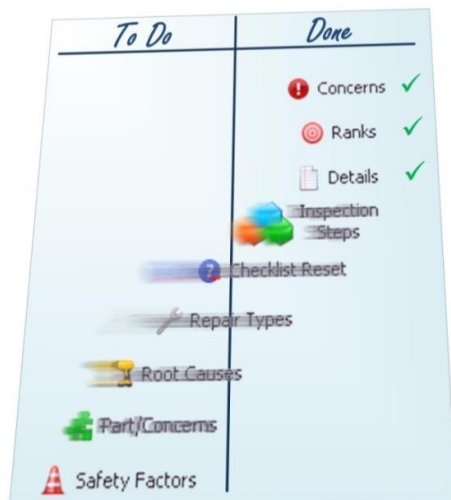 To Do
Done
Concerns
Ranks
Details
Inspection
Steps
Checklist Reset
Repair Types
Root Causes
Part/Concerns
Safety Factors